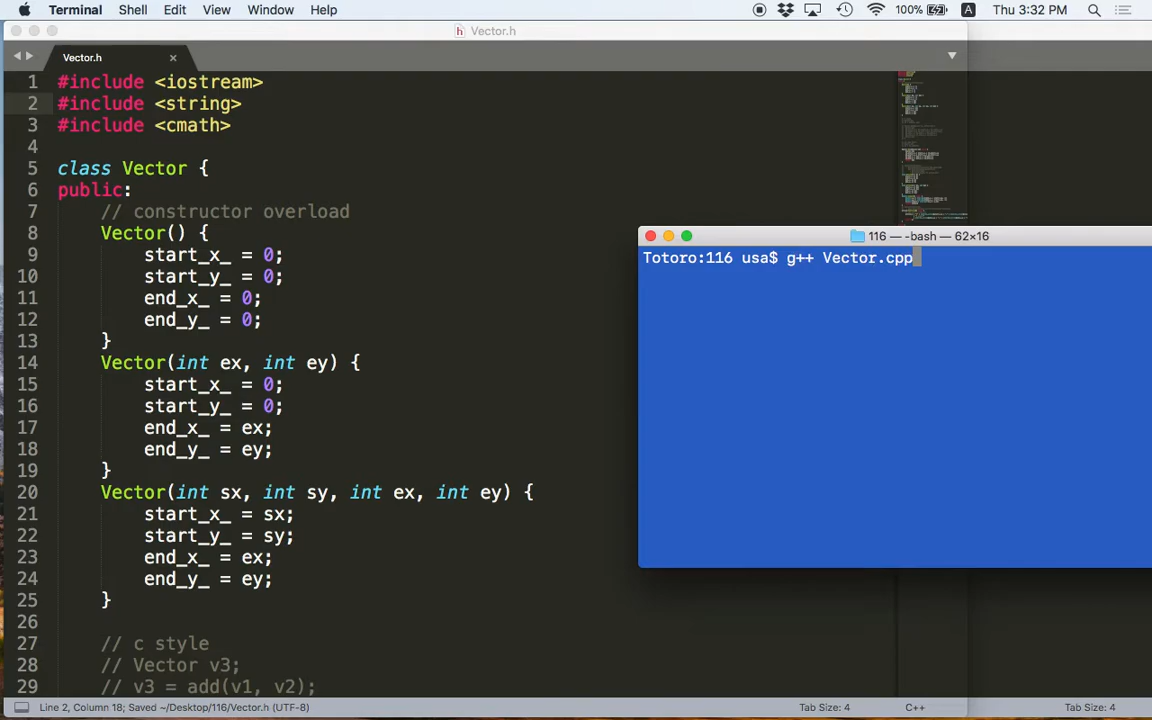 Terminal Shell Edit View Window Help 100% A Thu 3:32 PM
Vector.h
Vector.h
1 #include <iostream>
2 #include <string>
3 #include <cmath>
4
5 class Vector {
6 public:
7 // constructor overload
8 Vector() {
9 start_x_ = 0;
10 start_y_ = 0;
11 end_x_ = 0;
12 end_y_ = 0;
13 }
14 Vector(int ex, int ey) {
15 start_x_ = 0;
16 start_y_ = 0;
17 end_x_ = ex;
18 end_y_ = ey;
19 }
20 Vector(int sx, int sy, int ex, int ey) {
21 start_x_ = sx;
22 start_y_ = sy;
23 end_x_ = ex;
24 end_y_ = ey;
25 }
26
27 // c style
28 // Vector v3;
29 // v3 = add(v1, v2);
116 — -bash — 62×16
Totoro:116 usa$ g++ Vector.cpp
Line 2, Column 18; Saved ~/Desktop/116/Vector.h (UTF-8) Tab Size: 4 C++ Tab Size: 4